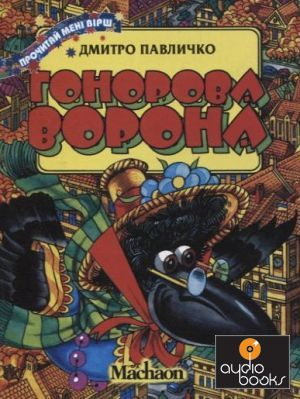 ПРОЧИТАЙ МЕНІ ВІРШ
ДМИТРО ПАВЛИЧКО
ГОНОРОВА
ВОРОНА
Machaon
audio
books